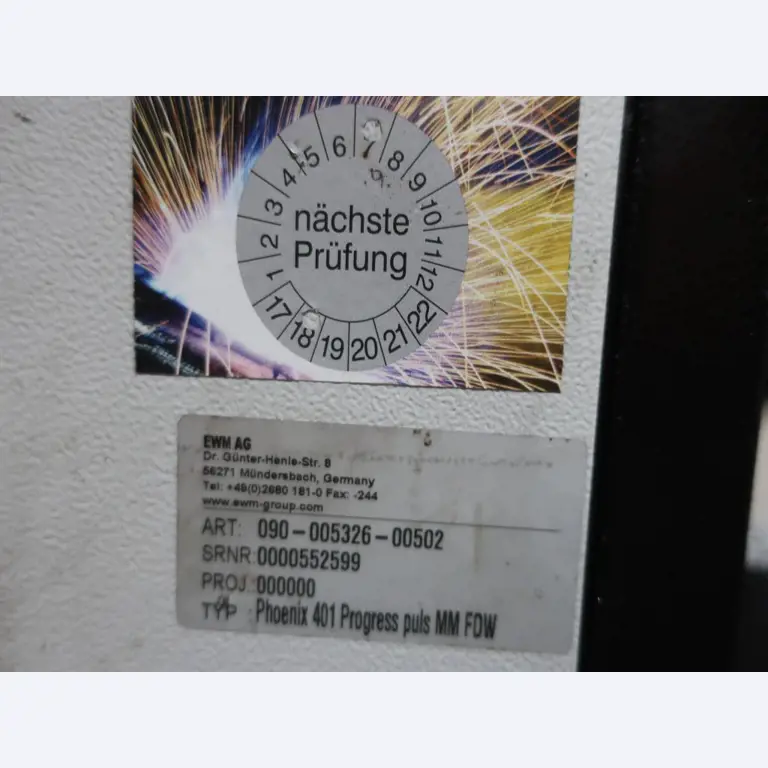 1 2 3 4 5 6 7 8 9 10 11 12
nächste
Prüfung
17 18 19 20 21 22
EWM AG
Dr. Günter-Henle-Str. 8
56271 Mündersbach, Germany
Tel: +49(0)2680 181-0 Fax: -244
www.ewm-group.com
ART: 090-005326-00502
SRNR:0000552599
PROJ.:000000
TYP : Phoenix 401 Progress puls MM FDW